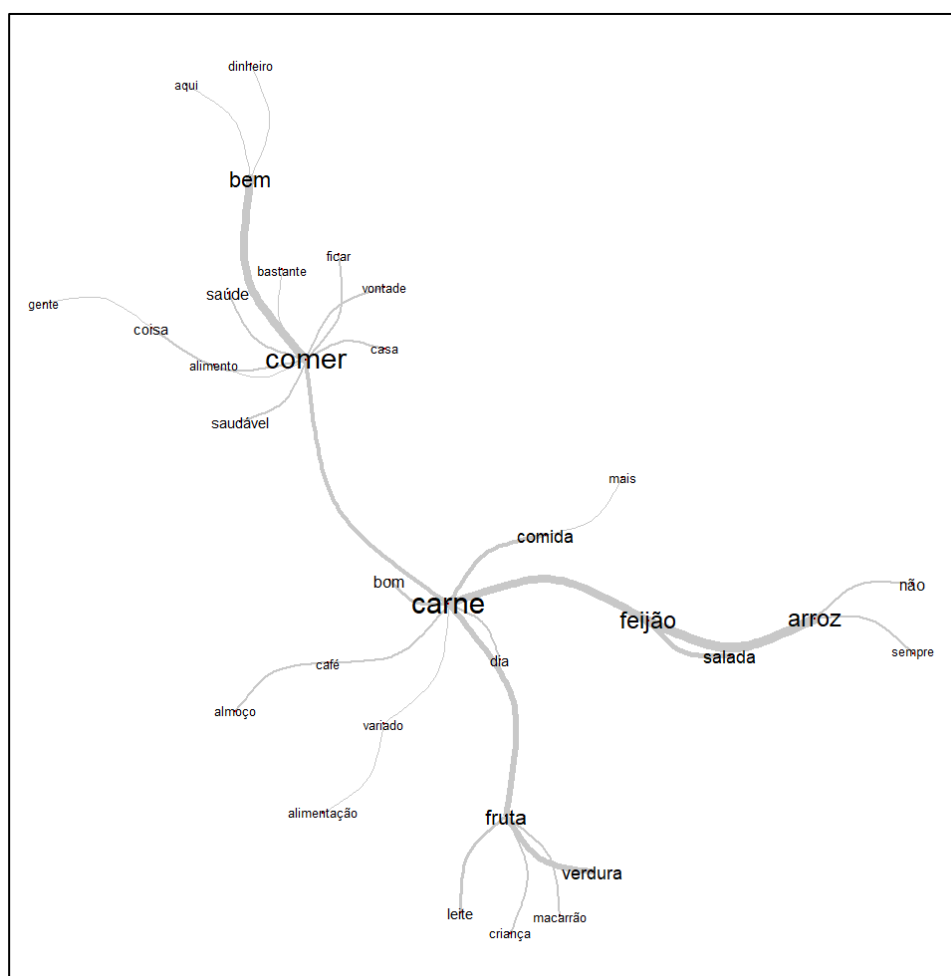 dinheiro
aqui
bem
ficar
bastante
vontade
saúde
gente
coisa
casa
comer
alimento
saudável
mais
comida
bom
não
carne
feijão
arroz
sempre
salada
dia
café
almoço
variado
alimentação
fruta
verdura
leite
macarrão
criança